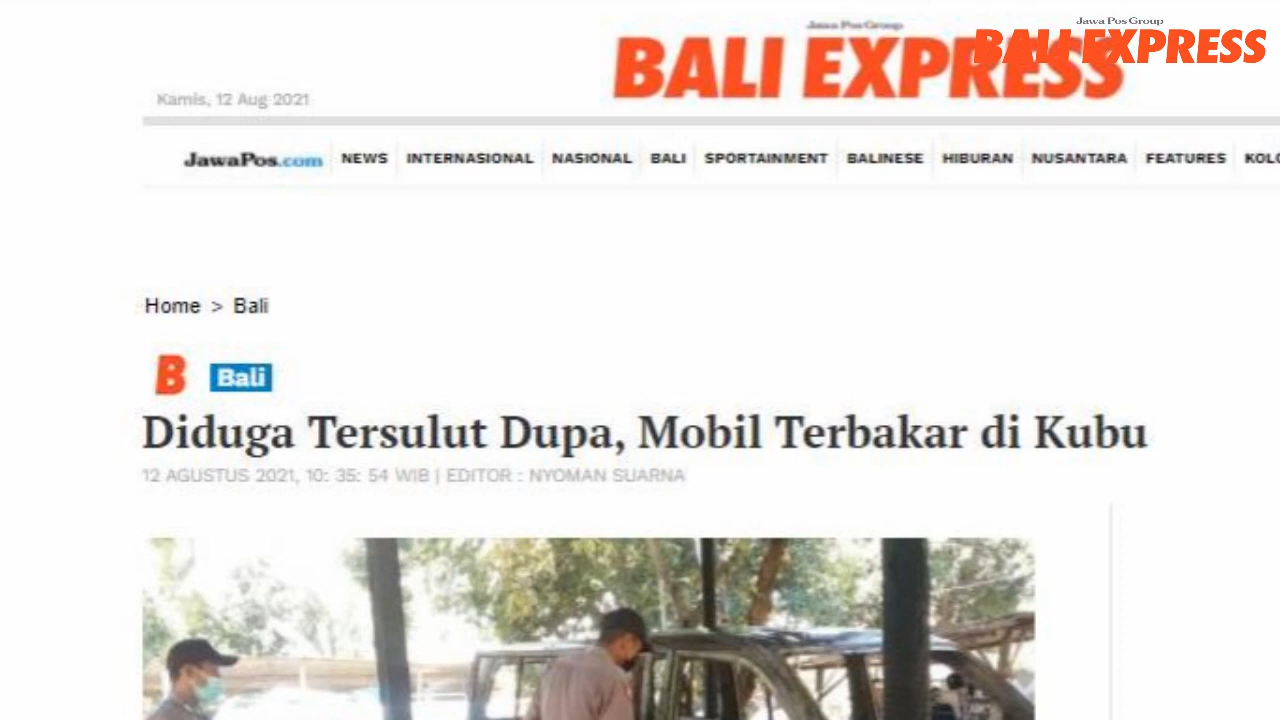 Jawa Pos Group
BALI EXPRESS
Jawa Pos Group
BALI EXPRESS
Kamis, 12 Aug 2021
JawaPos.com NEWS INTERNASIONAL NASIONAL BALI SPORTAINMENT BALINESE HIBURAN NUSANTARA FEATURES KOLO
Home > Bali
B Bali
Diduga Tersulut Dupa, Mobil Terbakar di Kubu
12 AGUSTUS 2021, 10: 35: 54 WIB | EDITOR : NYOMAN SUARNA